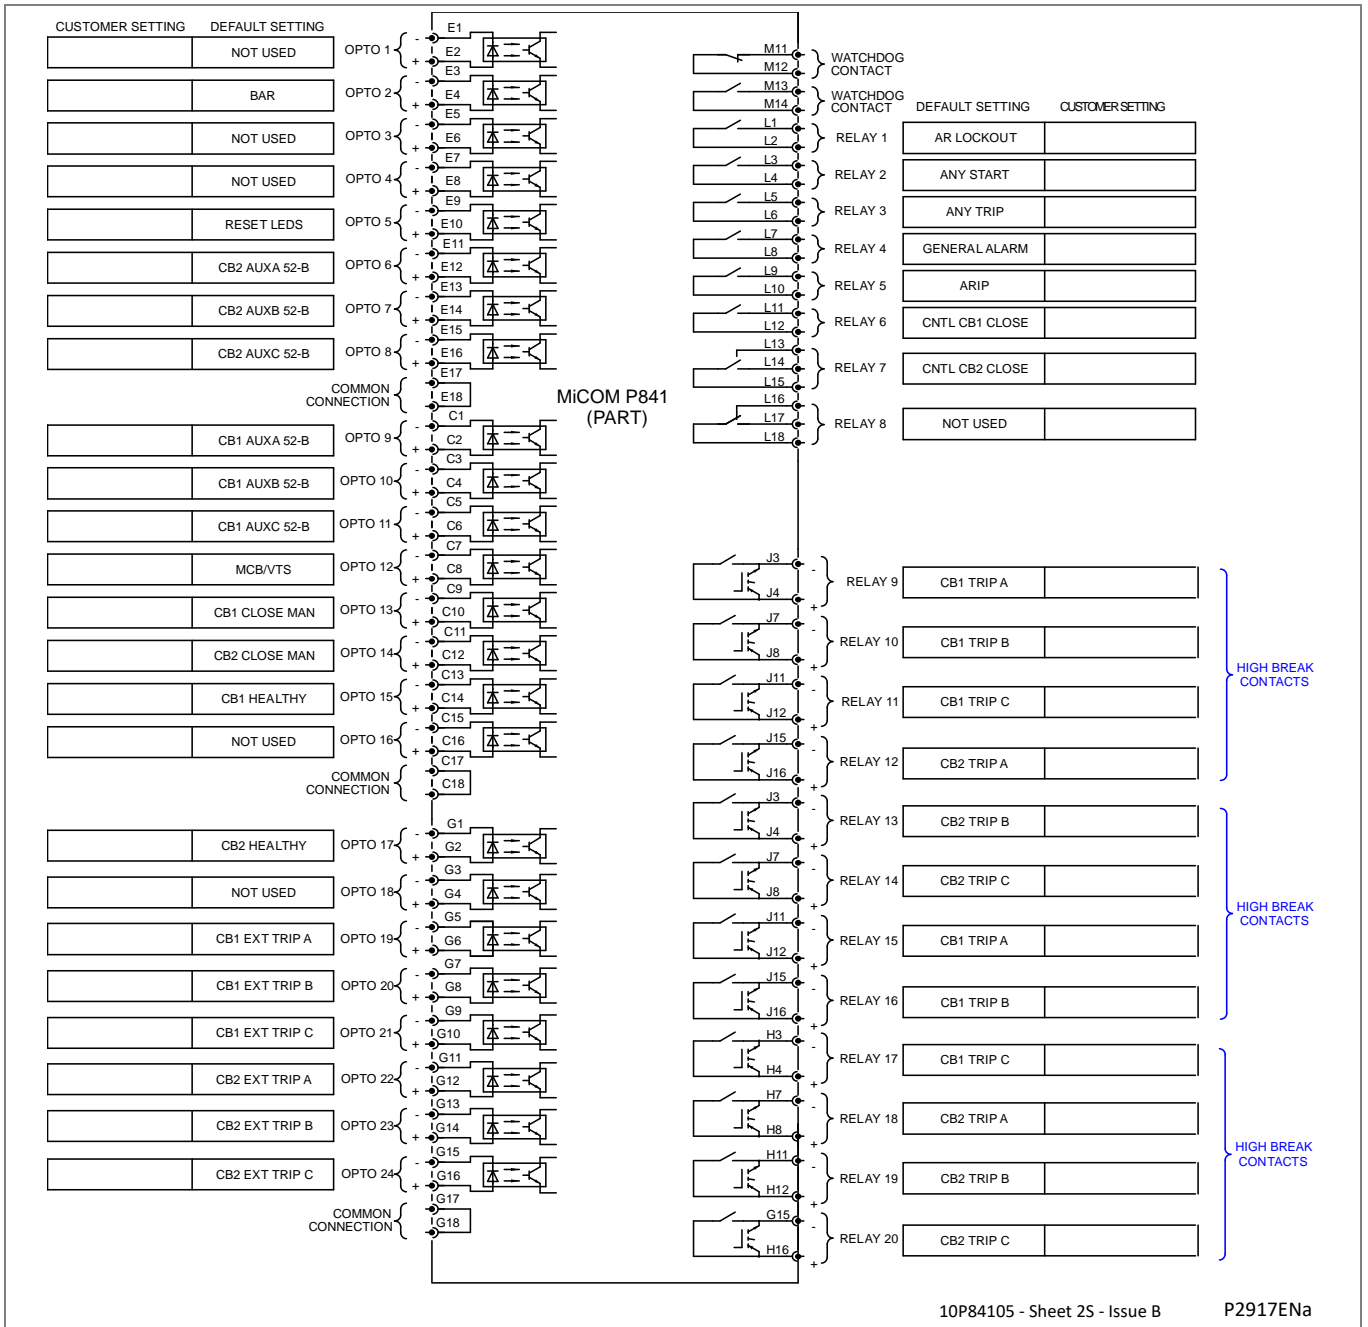 CUSTOMER SETTING DEFAULT SETTING
NOT USED OPTO 1 - + E1 E2
BAR OPTO 2 - + E3 E4
NOT USED OPTO 3 - + E5 E6
NOT USED OPTO 4 - + E7 E8
RESET LEDS OPTO 5 - + E9 E10
CB2 AUXA 52-B OPTO 6 - + E11 E12
CB2 AUXB 52-B OPTO 7 - + E13 E14
CB2 AUXC 52-B OPTO 8 - + E15 E16
COMMON E17
CONNECTION E18
CB1 AUXA 52-B OPTO 9 - + C1 C2
CB1 AUXB 52-B OPTO 10 - + C3 C4
CB1 AUXC 52-B OPTO 11 - + C5 C6
MCB/VTS OPTO 12 - + C7 C8
CB1 CLOSE MAN OPTO 13 - + C9 C10
CB2 CLOSE MAN OPTO 14 - + C11 C12
CB1 HEALTHY OPTO 15 - + C13 C14
NOT USED OPTO 16 - + C15 C16
COMMON C17
CONNECTION C18
CB2 HEALTHY OPTO 17 - + G1 G2
NOT USED OPTO 18 - + G3 G4
CB1 EXT TRIP A OPTO 19 - + G5 G6
CB1 EXT TRIP B OPTO 20 - + G7 G8
CB1 EXT TRIP C OPTO 21 - + G9 G10
CB2 EXT TRIP A OPTO 22 - + G11 G12
CB2 EXT TRIP B OPTO 23 - + G13 G14
CB2 EXT TRIP C OPTO 24 - + G15 G16
COMMON G17
CONNECTION G18
MiCOM P841
(PART)
M11 M12 WATCHDOG
CONTACT
M13 M14 WATCHDOG
CONTACT
DEFAULT SETTING CUSTOMER SETTING
L1 L2 RELAY 1 AR LOCKOUT
L3 L4 RELAY 2 ANY START
L5 L6 RELAY 3 ANY TRIP
L7 L8 RELAY 4 GENERAL ALARM
L9 L10 RELAY 5 ARIP
L11 L12 RELAY 6 CNTL CB1 CLOSE
L13 L14 L15 RELAY 7 CNTL CB2 CLOSE
L16 L17 L18 RELAY 8 NOT USED
J3 J4 - + RELAY 9 CB1 TRIP A
J7 J8 - + RELAY 10 CB1 TRIP B
J11 J12 - + RELAY 11 CB1 TRIP C
J15 J16 - + RELAY 12 CB2 TRIP A
HIGH BREAK
CONTACTS
J3 J4 - + RELAY 13 CB2 TRIP B
J7 J8 - + RELAY 14 CB2 TRIP C
J11 J12 - + RELAY 15 CB1 TRIP A
J15 J16 - + RELAY 16 CB1 TRIP B
HIGH BREAK
CONTACTS
H3 H4 - + RELAY 17 CB1 TRIP C
H7 H8 - + RELAY 18 CB2 TRIP A
H11 H12 - + RELAY 19 CB2 TRIP B
G15 H16 - + RELAY 20 CB2 TRIP C
HIGH BREAK
CONTACTS
10P84105 - Sheet 2S - Issue B P2917ENa